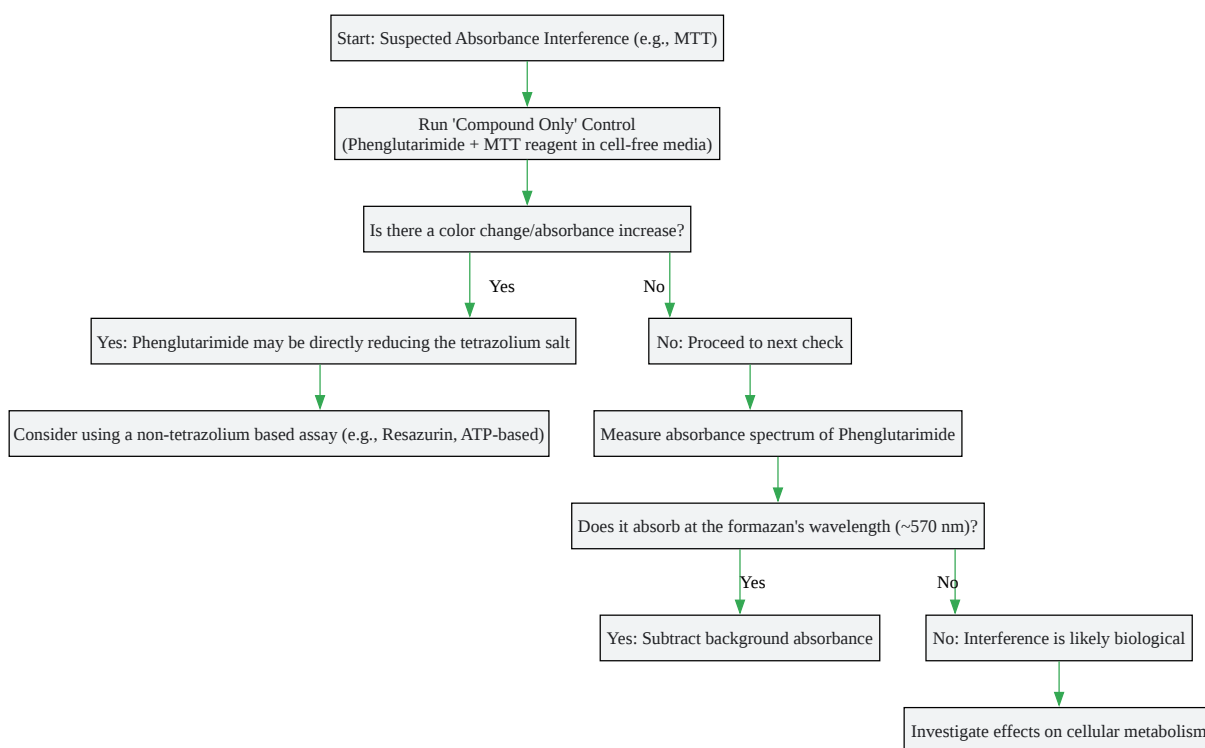 Start: Suspected Absorbance Interference (e.g., MTT)
Run 'Compound Only' Control
(Phenglutarimide + MTT reagent in cell-free media)
Is there a color change/absorbance increase?
Yes
No
Yes: Phenglutarimide may be directly reducing the tetrazolium salt
No: Proceed to next check
Consider using a non-tetrazolium based assay (e.g., Resazurin, ATP-based)
Measure absorbance spectrum of Phenglutarimide
Does it absorb at the formazan's wavelength (~570 nm)?
Yes
No
Yes: Subtract background absorbance
No: Interference is likely biological
Investigate effects on cellular metabolism